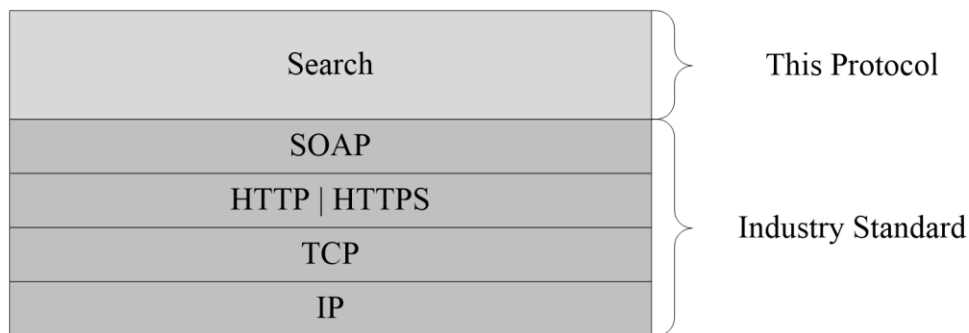 Search
This Protocol
SOAP
HTTP | HTTPS
Industry Standard
TCP
IP